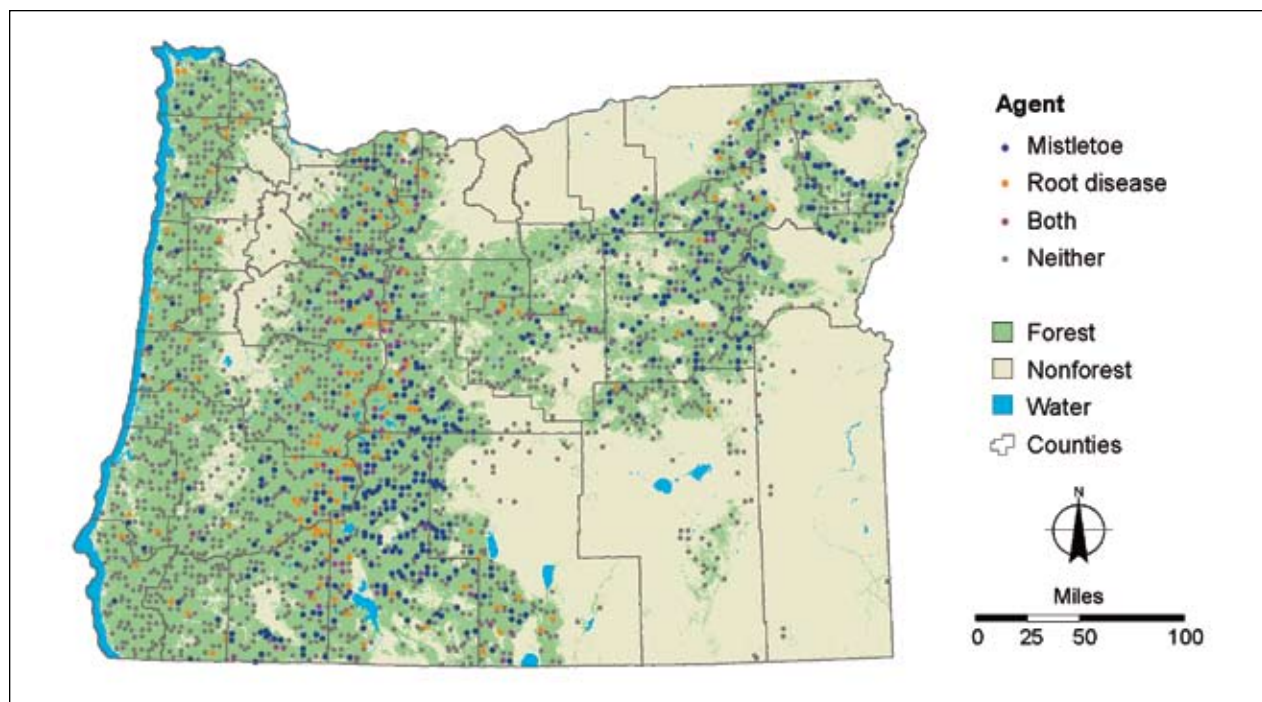 Agent
Mistletoe
Root disease
Both
Neither
Forest
Nonforest
Water
Counties
N
Miles
0 25 50 100